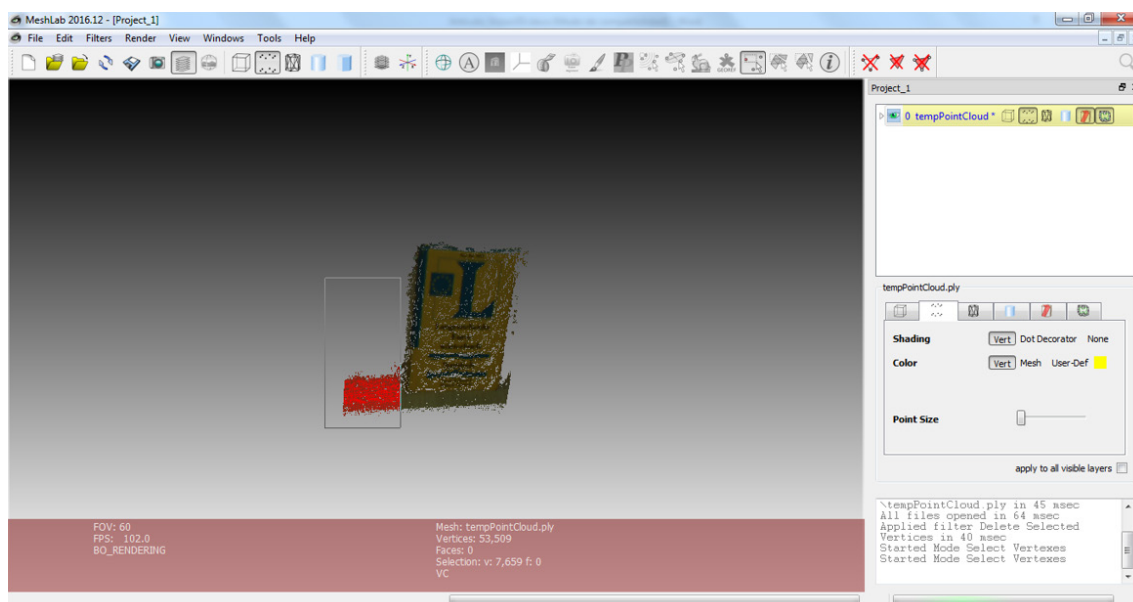 MeshLab 2016.12 - [Project_1]
File Edit Filters Render View Windows Tools Help
A
P
i
Project_1
0 tempPointCloud *
L
tempPointCloud.ply
Shading Vert Dot Decorator None
Color Vert Mesh User-Def
Point Size
apply to all visible layers
\tempPointCloud.ply in 45 msec
All files opened in 64 msec
Applied filter Delete Selected
Vertices in 40 msec
Started Mode Select Vertexes
Started Mode Select Vertexes
FOV: 60
FPS: 102.0
BO_RENDERING
Mesh: tempPointCloud.ply
Vertices: 53,509
Faces: 0
Selection: v: 7,659 f: 0
VC